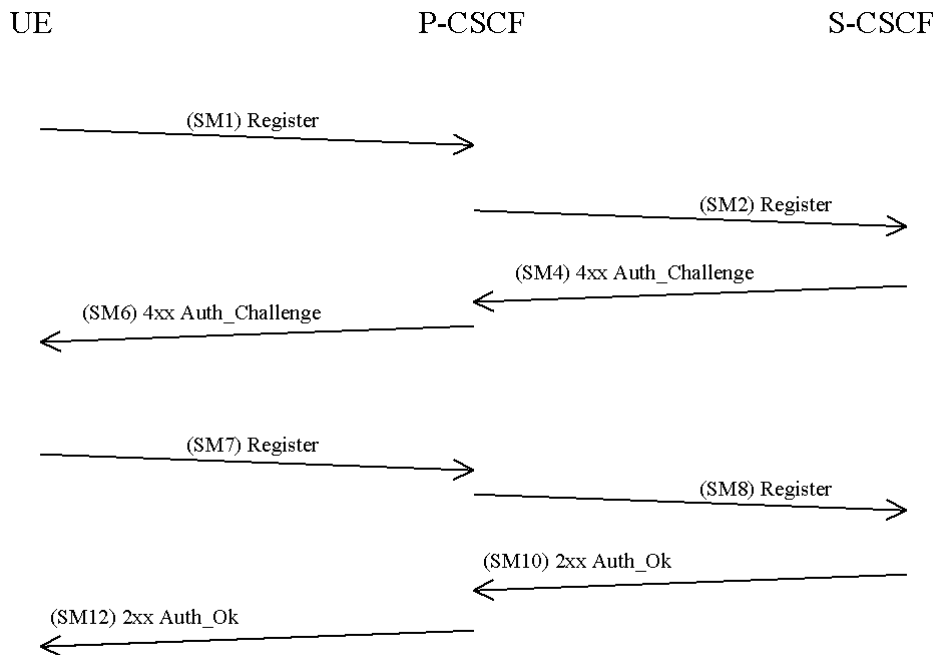 UE P-CSCF S-CSCF
(SM1) Register
(SM2) Register
(SM4) 4xx Auth_Challenge
(SM6) 4xx Auth_Challenge
(SM7) Register
(SM8) Register
(SM10) 2xx Auth_Ok
(SM12) 2xx Auth_Ok